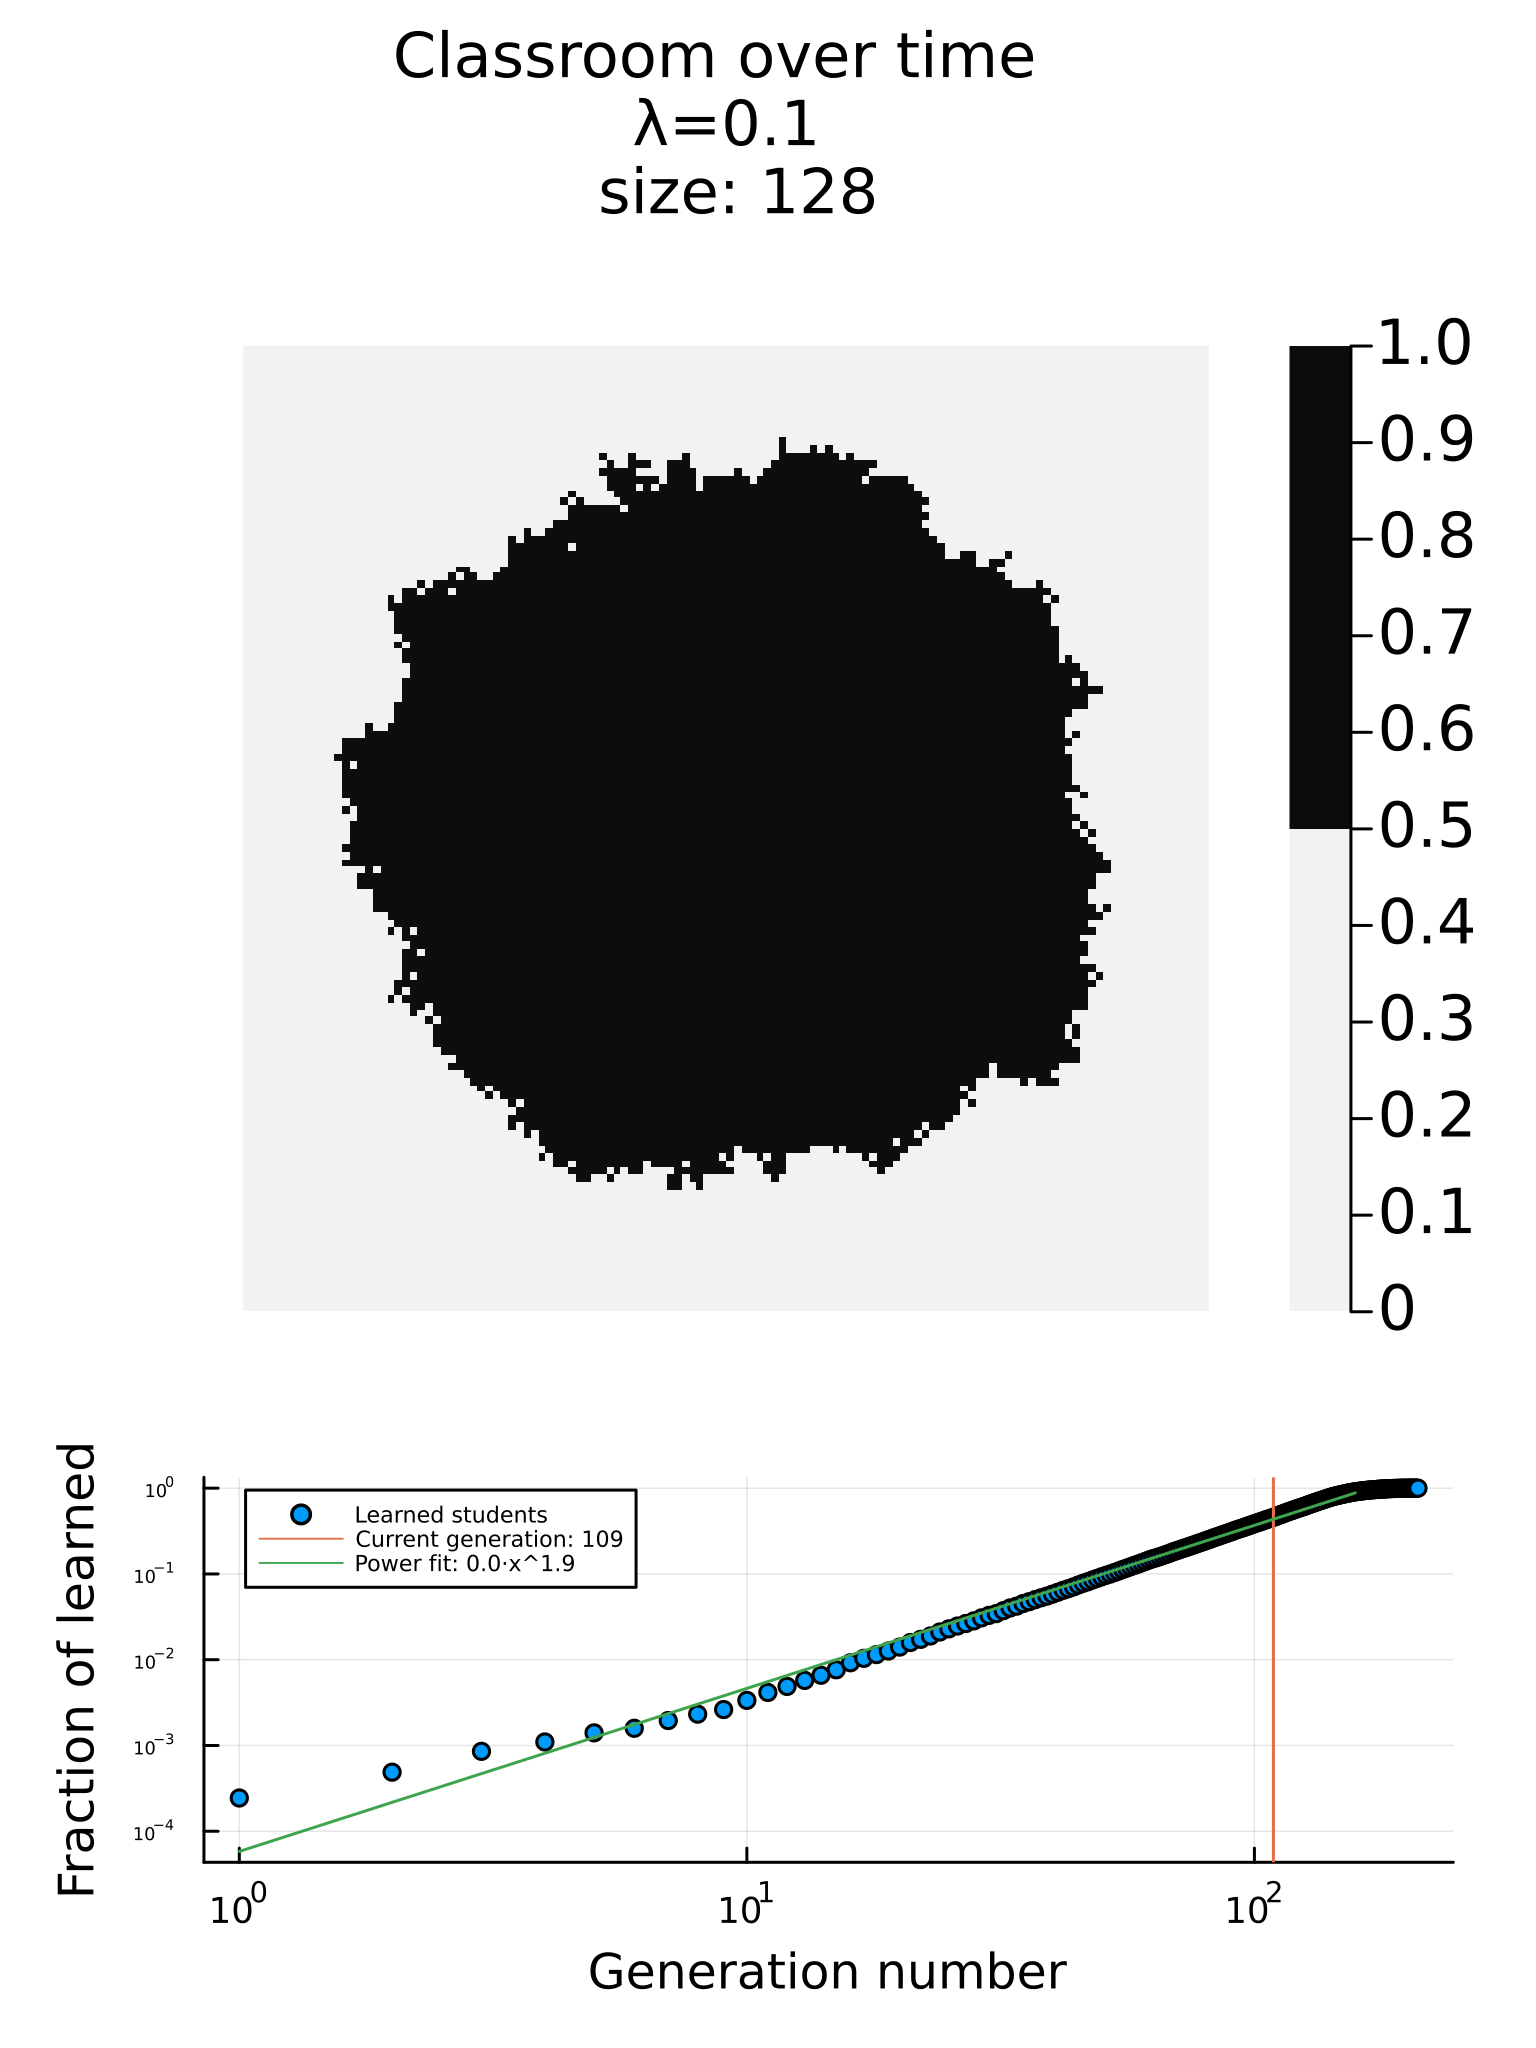 Classroom over time
λ=0.1
size: 128
1.0
0.9
0.8
0.7
0.6
0.5
0.4
0.3
0.2
0.1
0
Fraction of learned
10^0
10^-1
10^-2
10^-3
10^-4
Learned students
Current generation: 109
Power fit: 0.0·x^1.9
10^0 10^1 10^2
Generation number